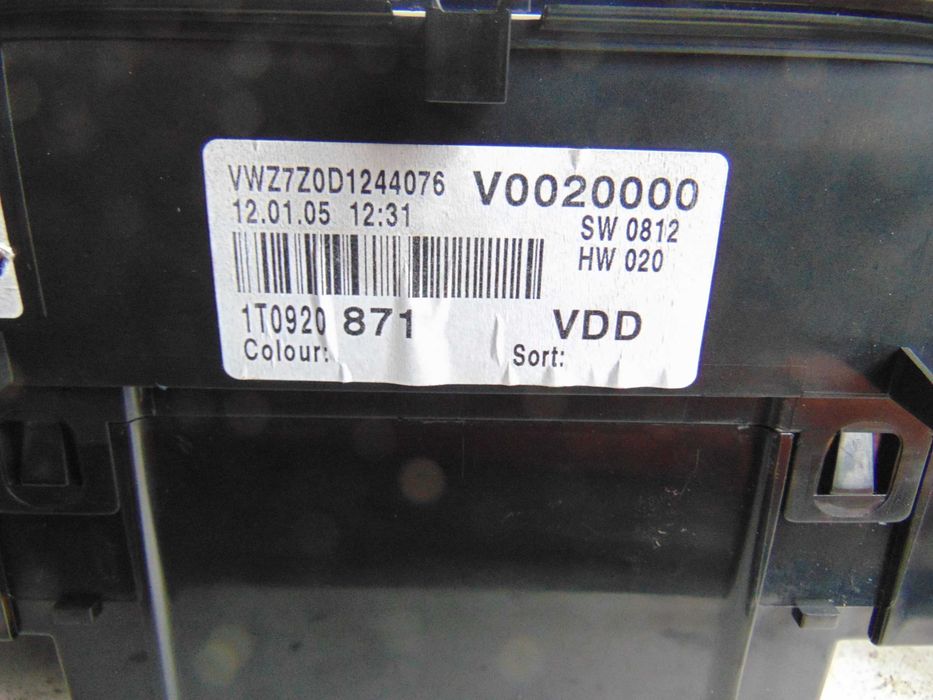 VWZ7Z0D1244076 V0020000
12.01.05 12:31 SW 0812
HW 020
1T0920 871 VDD
Colour: Sort: